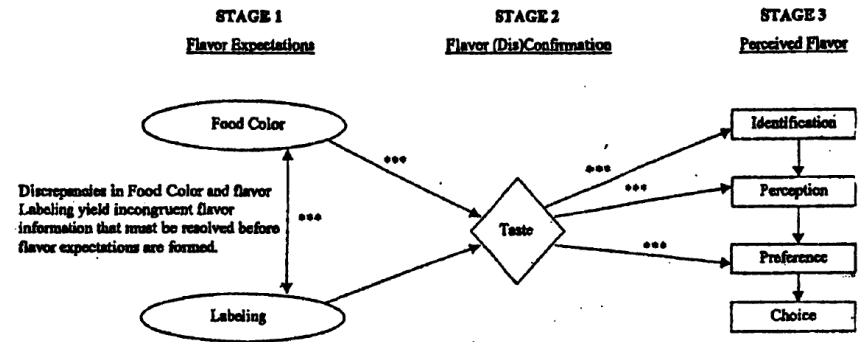 STAGE 1
Flavor Expectations
STAGE 2
Flavor (Dis)Confirmation
STAGE 3
Perceived Flavor
Food Color
Discrepancies in Food Color and flavor
Labeling yield incongruent flavor
information that must be resolved before
flavor expectations are formed.
***
Labeling
***
Taste
***
***
***
Identification
Perception
Preference
Choice